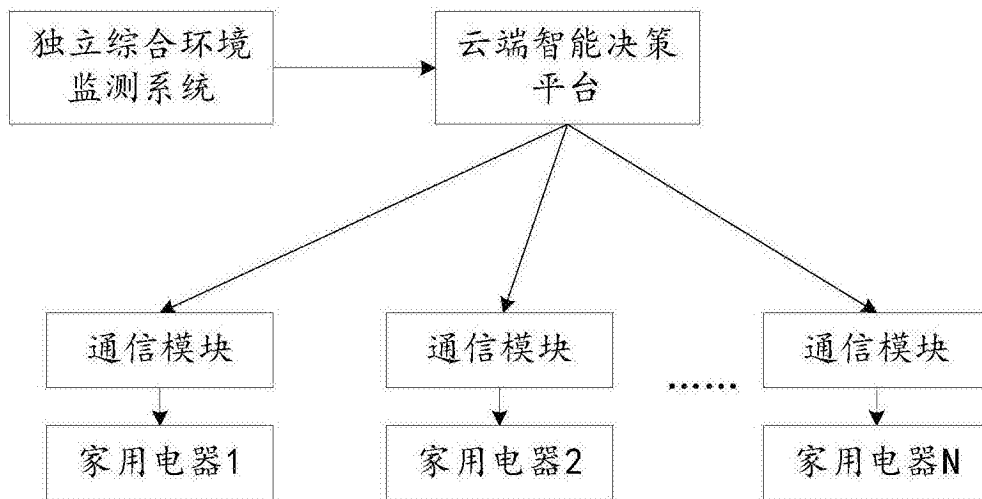 独立综合环境
监测系统
云端智能决策
平台
通信模块
通信模块
通信模块
……
家用电器1
家用电器2
家用电器N